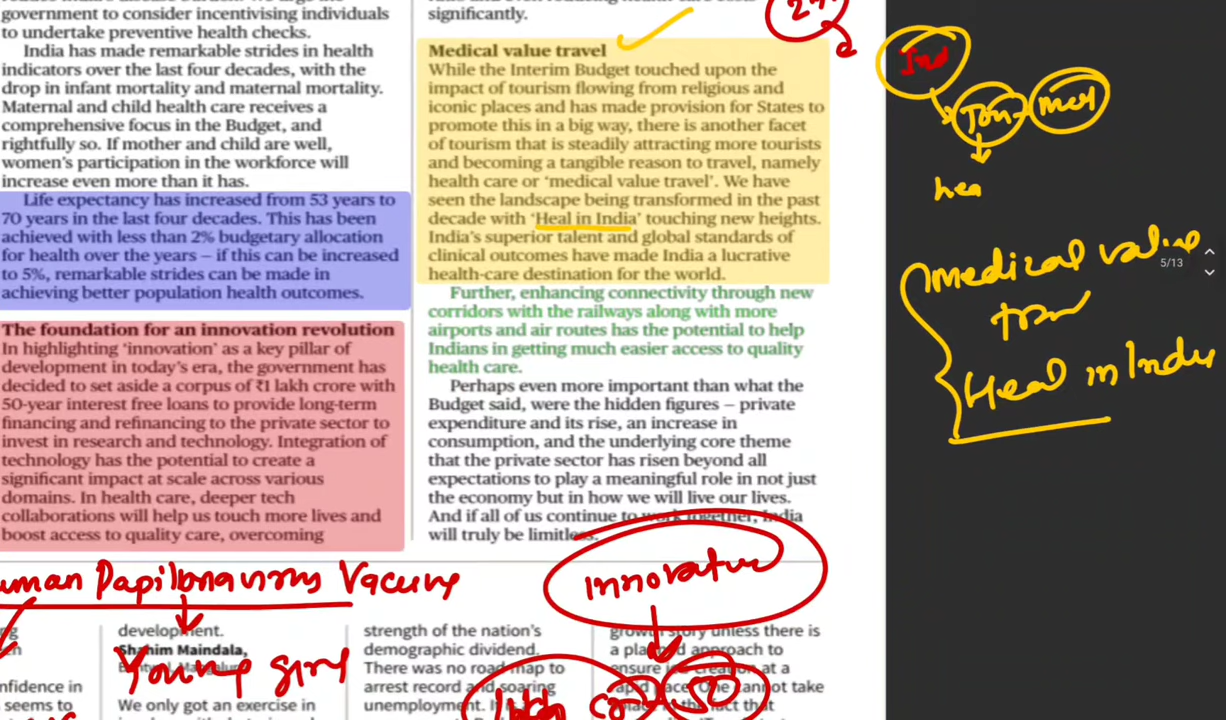 government to consider incentivising individuals
to undertake preventive health checks.
India has made remarkable strides in health
indicators over the last four decades, with the
drop in infant mortality and maternal mortality.
Maternal and child health care receives a
comprehensive focus in the Budget, and
rightfully so. If mother and child are well,
women's participation in the workforce will
increase even more than it has.
Life expectancy has increased from 53 years to
70 years in the last four decades. This has been
achieved with less than 2% budgetary allocation
for health over the years – if this can be increased
to 5%, remarkable strides can be made in
achieving better population health outcomes.
The foundation for an innovation revolution
In highlighting 'innovation' as a key pillar of
development in today's era, the government has
decided to set aside a corpus of ₹1 lakh crore with
50-year interest free loans to provide long-term
financing and refinancing to the private sector to
invest in research and technology. Integration of
technology has the potential to create a
significant impact at scale across various
domains. In health care, deeper tech
collaborations will help us touch more lives and
boost access to quality care, overcoming
significantly.
Medical value travel
While the Interim Budget touched upon the
impact of tourism flowing from religious and
iconic places and has made provision for States to
promote this in a big way, there is another facet
of tourism that is steadily attracting more tourists
and becoming a tangible reason to travel, namely
health care or 'medical value travel'. We have
seen the landscape being transformed in the past
decade with 'Heal in India' touching new heights.
India's superior talent and global standards of
clinical outcomes have made India a lucrative
health-care destination for the world.
Further, enhancing connectivity through new
corridors with the railways along with more
airports and air routes has the potential to help
Indians in getting much easier access to quality
health care.
Perhaps even more important than what the
Budget said, were the hidden figures – private
expenditure and its rise, an increase in
consumption, and the underlying core theme
that the private sector has risen beyond all
expectations to play a meaningful role in not just
the economy but in how we will live our lives.
And if all of us continue to work together, India
will truly be limitless.
Ind
hea
Medical value
5/13
Heal in India
Vaccine
Young girl
development.
Shahim Maindala,
We only got an exercise in
strength of the nation's
demographic dividend.
There was no road map to
arrest record and soaring
unemployment.
growth story unless there is
a planned approach to
ensure job creation at a
rapid pace. One cannot take
the fact that
nfidence in
seems to